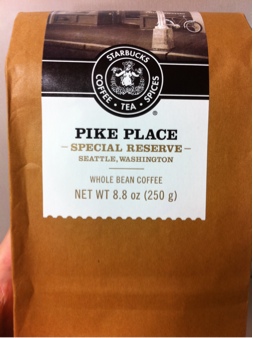 STARBUCKS
COFFEE • TEA • SPICES
®
PIKE PLACE
– SPECIAL RESERVE –
SEATTLE, WASHINGTON
WHOLE BEAN COFFEE
NET WT 8.8 oz (250 g)